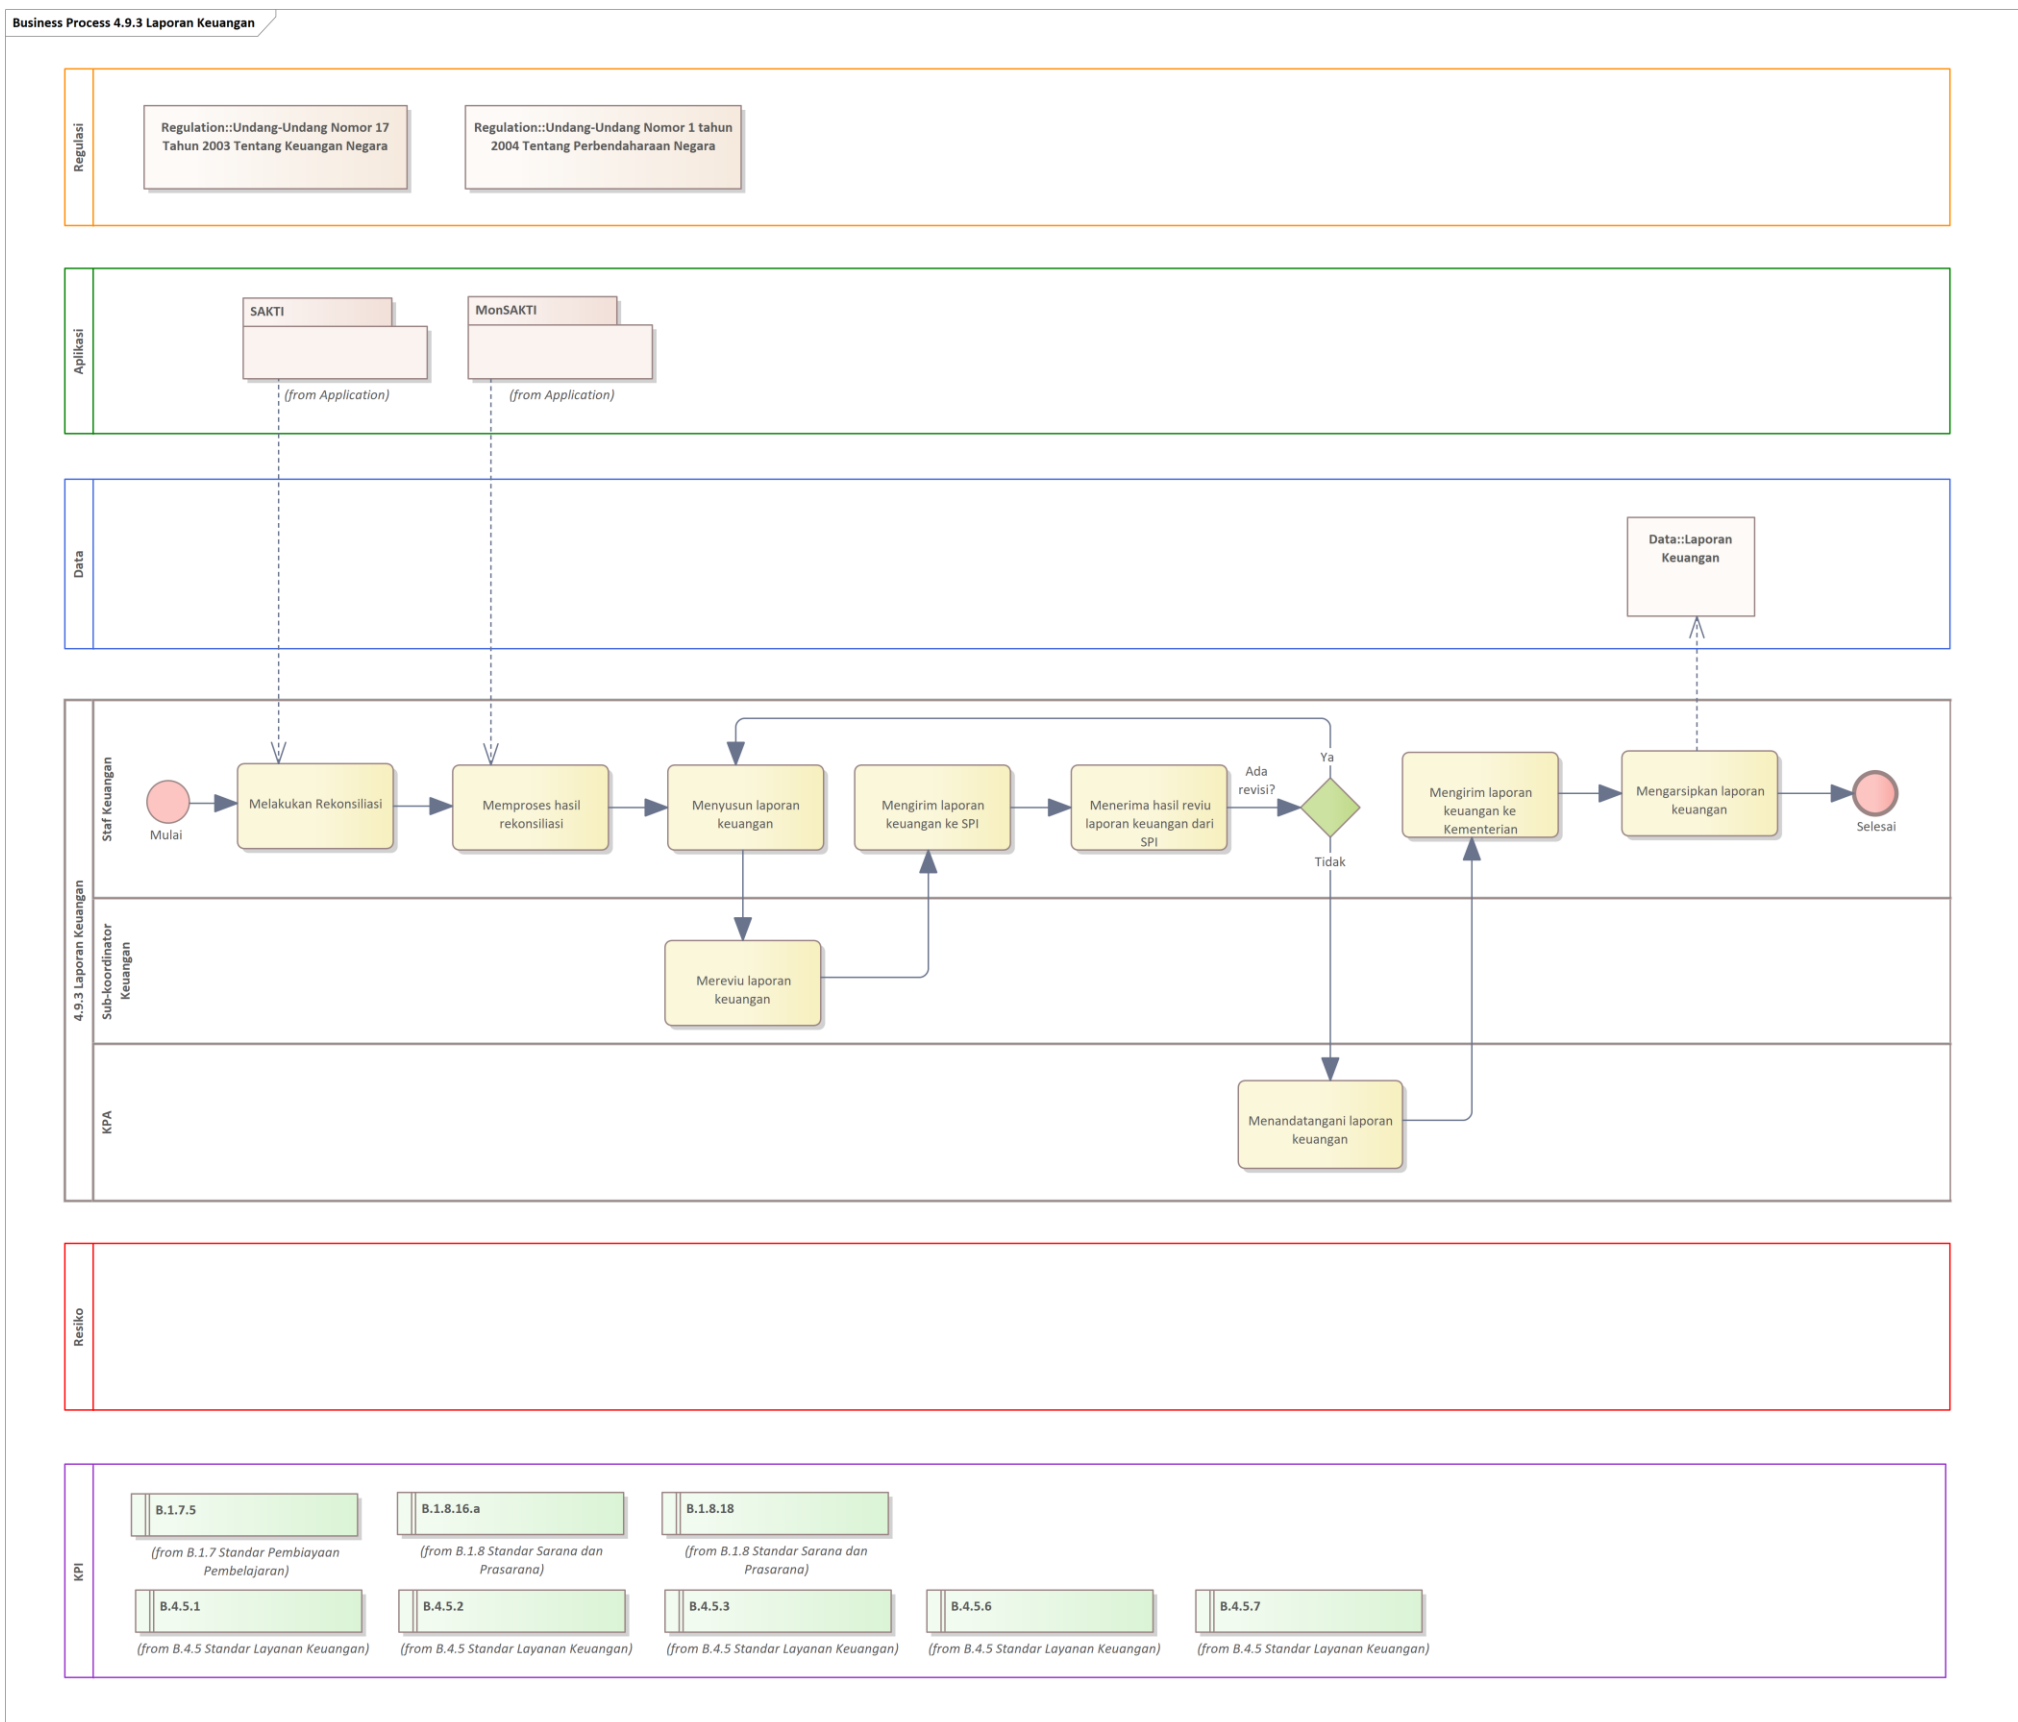 Business Process 4.9.3 Laporan Keuangan
Regulasi
Regulation::Undang-Undang Nomor 17
Tahun 2003 Tentang Keuangan Negara
Regulation::Undang-Undang Nomor 1 tahun
2004 Tentang Perbendaharaan Negara
Aplikasi
SAKTI
(from Application)
MonSAKTI
(from Application)
Data
Data::Laporan
Keuangan
4.9.3 Laporan Keuangan
Staf Keuangan
Mulai
Melakukan Rekonsiliasi
Memproses hasil
rekonsiliasi
Menyusun laporan
keuangan
Mengirim laporan
keuangan ke SPI
Menerima hasil reviu
laporan keuangan dari
SPI
Ada
revisi?
Ya
Tidak
Mengirim laporan
keuangan ke
Kementerian
Mengarsipkan laporan
keuangan
Selesai
Sub-koordinator
Keuangan
Mereviu laporan
keuangan
KPA
Menandatangani laporan
keuangan
Resiko
KPI
B.1.7.5
(from B.1.7 Standar Pembiayaan
Pembelajaran)
B.1.8.16.a
(from B.1.8 Standar Sarana dan
Prasarana)
B.1.8.18
(from B.1.8 Standar Sarana dan
Prasarana)
B.4.5.1
(from B.4.5 Standar Layanan Keuangan)
B.4.5.2
(from B.4.5 Standar Layanan Keuangan)
B.4.5.3
(from B.4.5 Standar Layanan Keuangan)
B.4.5.6
(from B.4.5 Standar Layanan Keuangan)
B.4.5.7
(from B.4.5 Standar Layanan Keuangan)